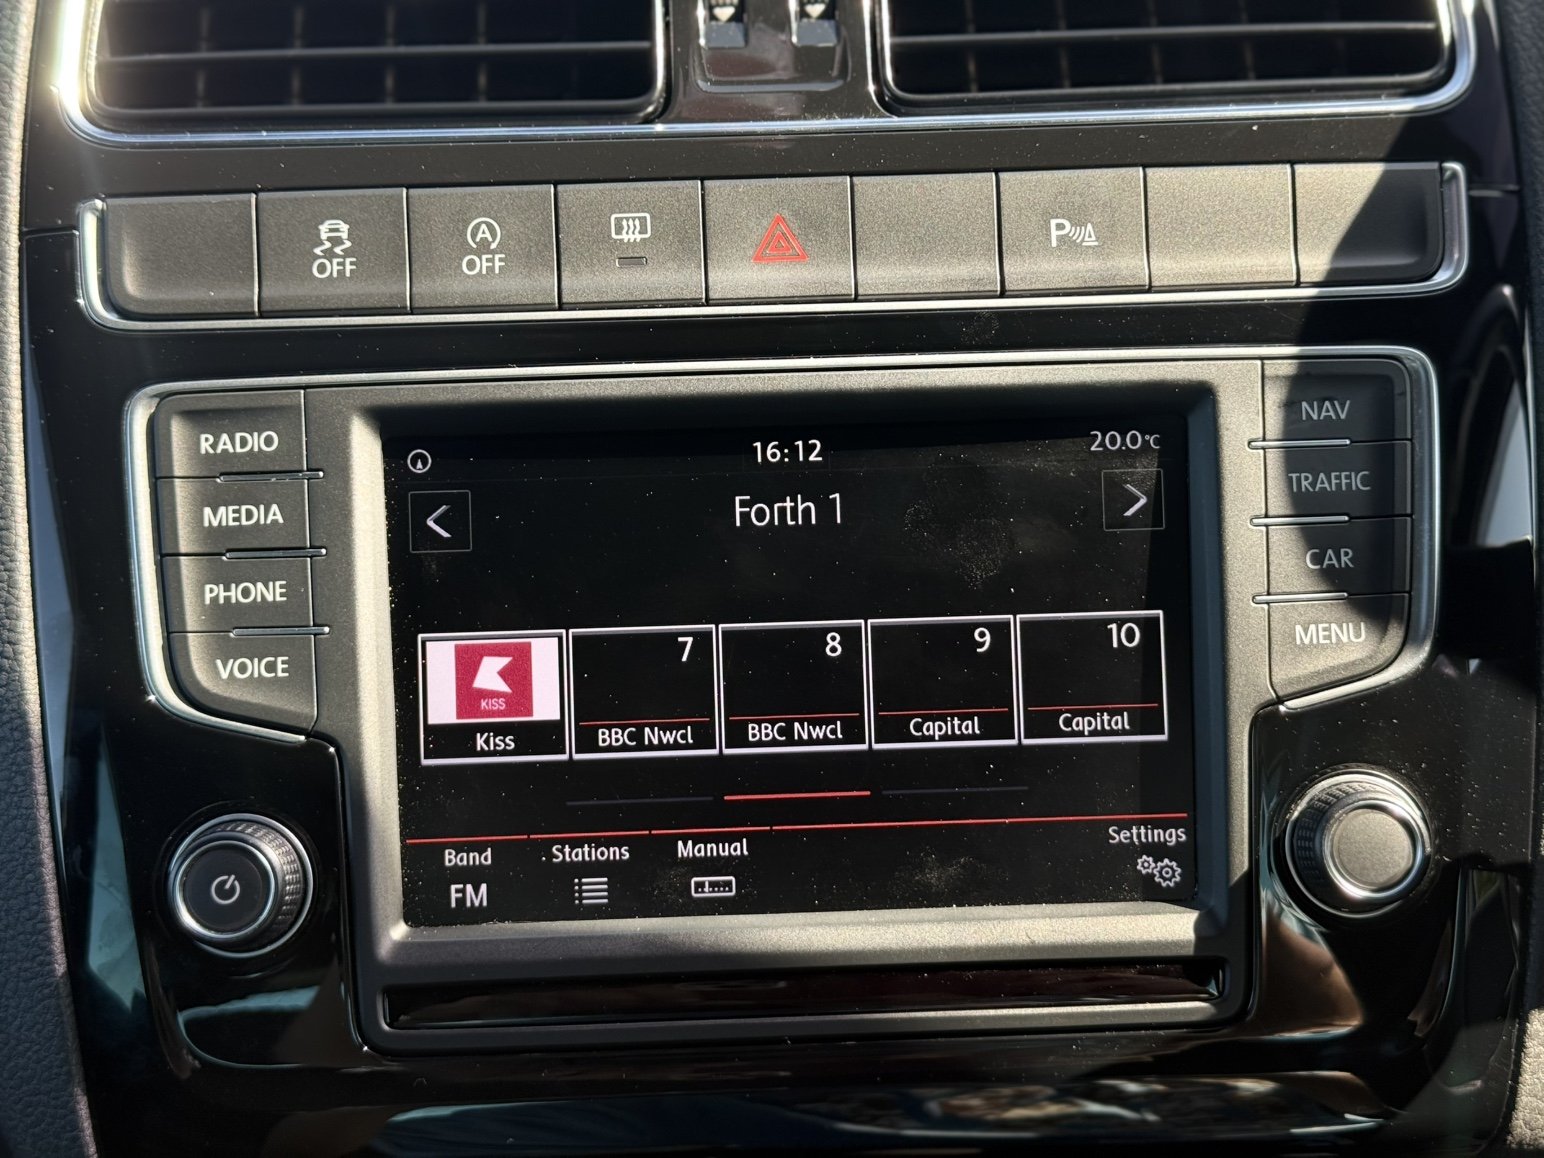 OFF
A
OFF
P
RADIO
MEDIA
PHONE
VOICE
NAV
TRAFFIC
CAR
MENU
16:12
20.0°C
Forth 1
KISS
Kiss
7
BBC Nwcl
8
BBC Nwcl
9
Capital
10
Capital
Band
FM
Stations
Manual
Settings